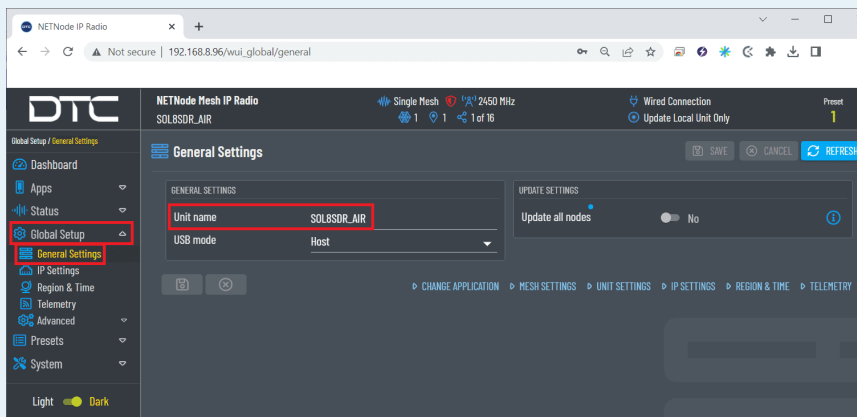 NETNode IP Radio
Not secure | 192.168.8.96/wui_global/general
DTC
NETNode Mesh IP Radio
SOL8SDR_AIR
Single Mesh 2450 MHz
1 1 1 of 16
Wired Connection
Update Local Unit Only
Preset
1
Global Setup / General Settings
General Settings
SAVE CANCEL REFRESH
Dashboard
Apps
Status
Global Setup
General Settings
IP Settings
Region & Time
Telemetry
Advanced
Presets
System
Light Dark
GENERAL SETTINGS
Unit name SOL8SDR_AIR
USB mode Host
UPDATE SETTINGS
Update all nodes No
CHANGE APPLICATION MESH SETTINGS UNIT SETTINGS IP SETTINGS REGION & TIME TELEMETRY